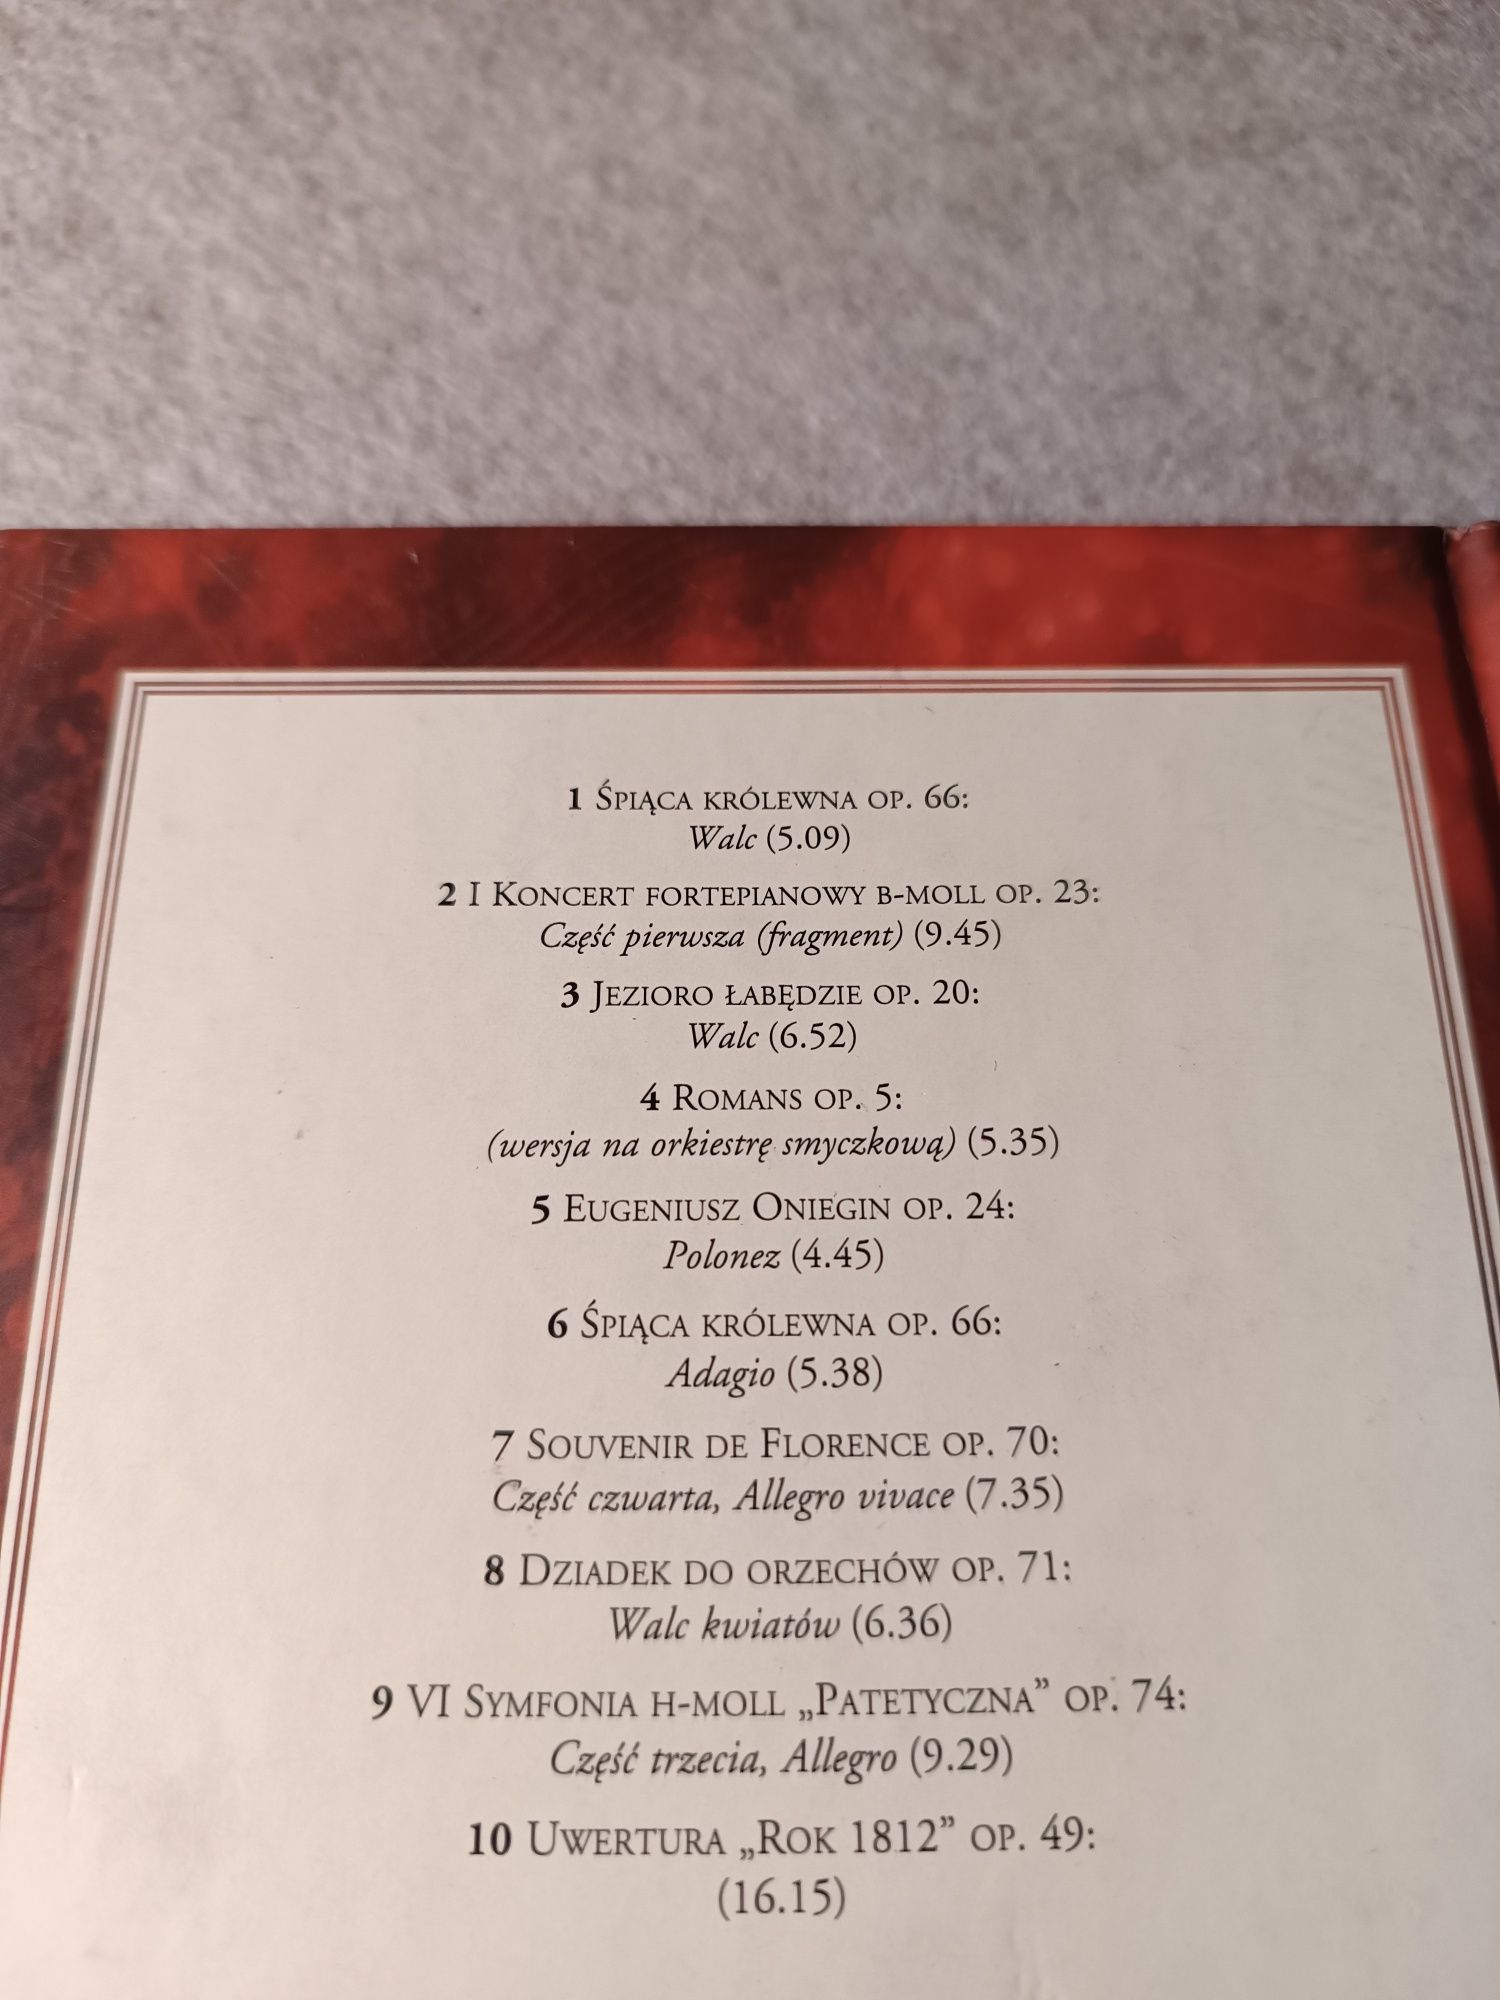 1 Śpiąca królewna op. 66:
Walc (5.09)
2 I Koncert fortepianowy b-moll op. 23:
Część pierwsza (fragment) (9.45)
3 Jezioro łabędzie op. 20:
Walc (6.52)
4 Romans op. 5:
(wersja na orkiestrę smyczkową) (5.35)
5 Eugeniusz Oniegin op. 24:
Polonez (4.45)
6 Śpiąca królewna op. 66:
Adagio (5.38)
7 Souvenir de Florence op. 70:
Część czwarta, Allegro vivace (7.35)
8 Dziadek do orzechów op. 71:
Walc kwiatów (6.36)
9 VI Symfonia h-moll „Patetyczna” op. 74:
Część trzecia, Allegro (9.29)
10 Uwertura „Rok 1812” op. 49:
(16.15)